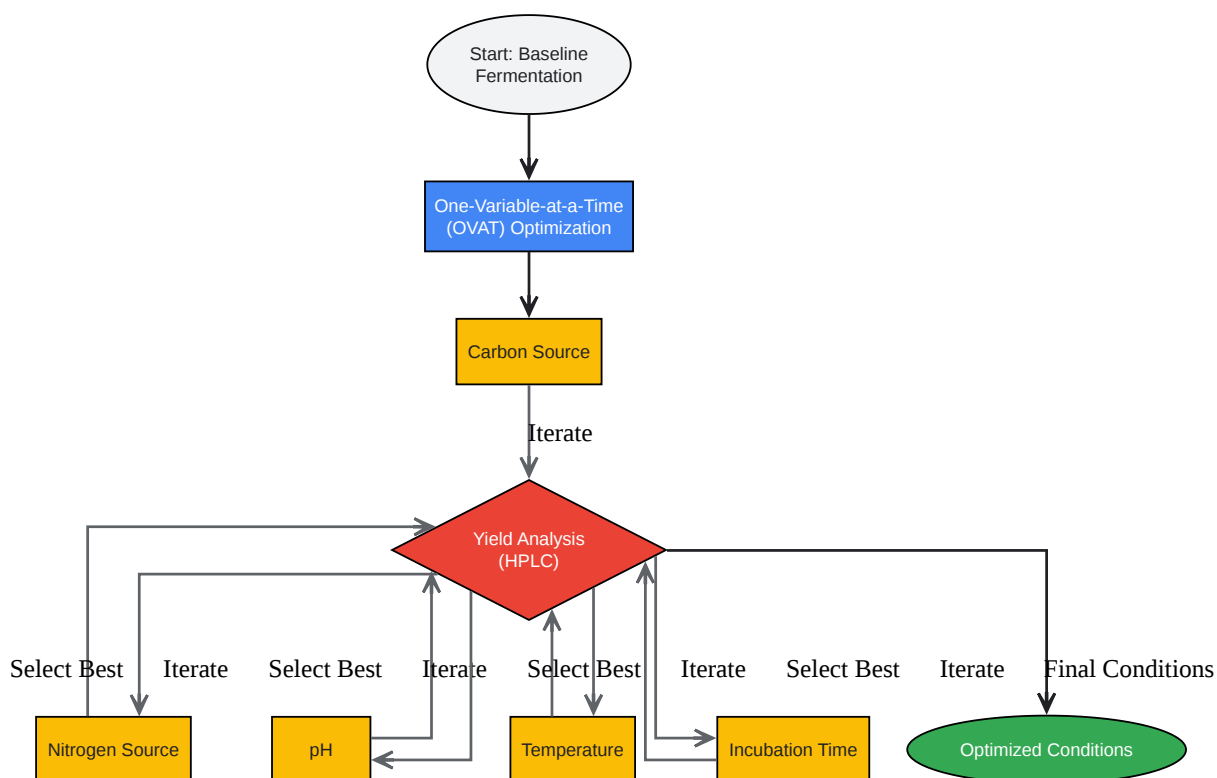 Start: Baseline
Fermentation
One-Variable-at-a-Time
(OVAT) Optimization
Carbon Source
Iterate
Yield Analysis
(HPLC)
Select Best
Iterate
Select Best
Iterate
Select Best
Iterate
Select Best
Iterate
Final Conditions
Nitrogen Source
pH
Temperature
Incubation Time
Optimized Conditions